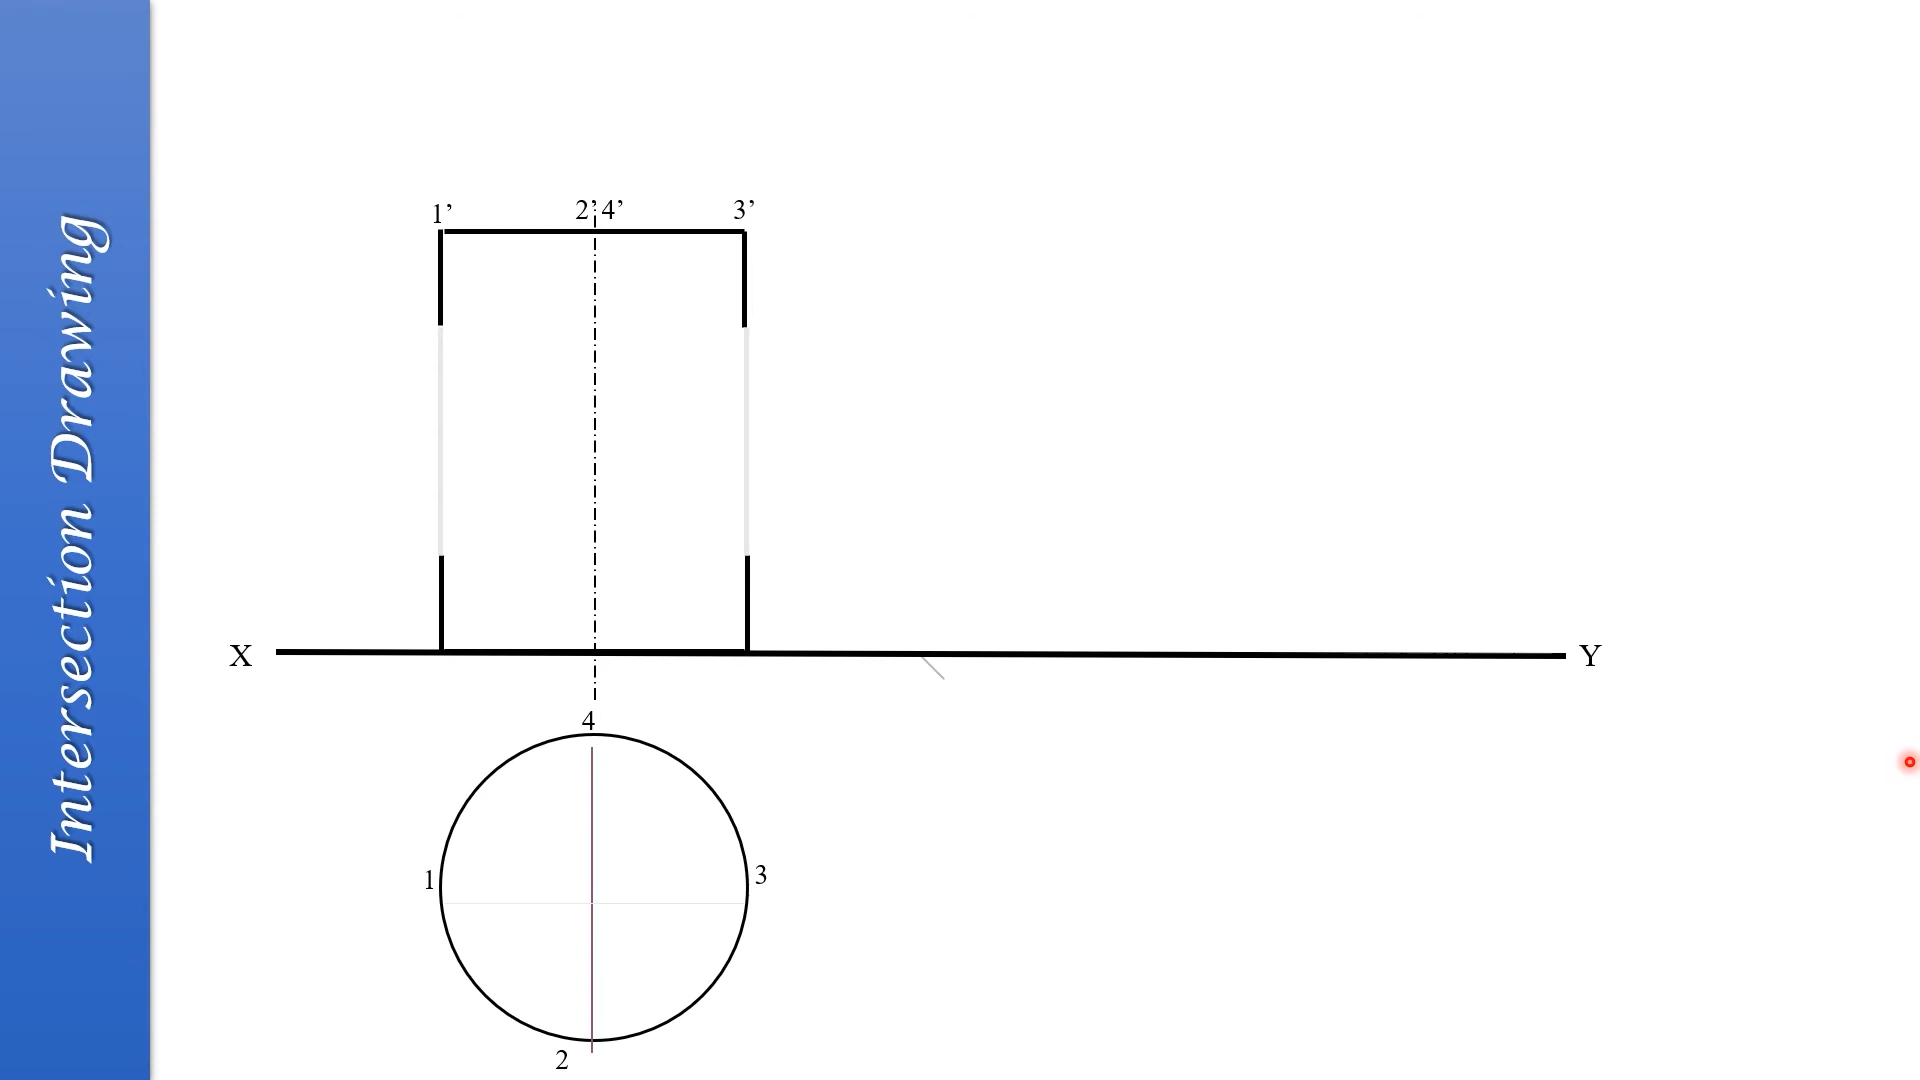 Intersection Drawing
1’ 2’ 4’ 3’
X Y
4
1 3
2